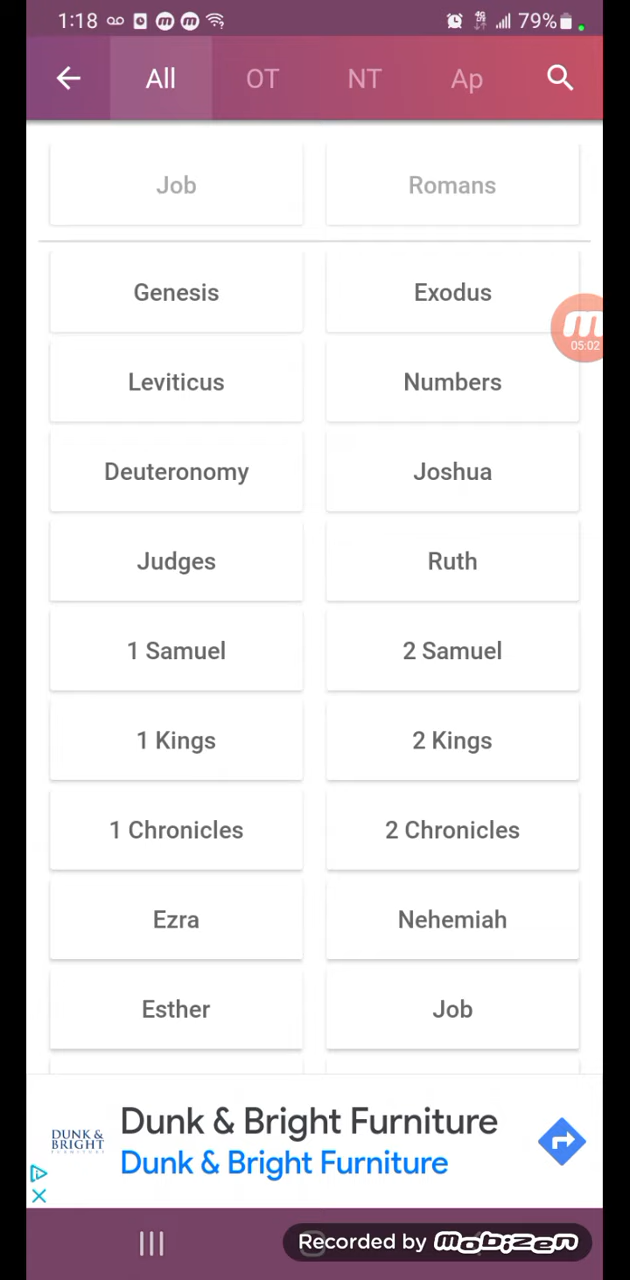 1:18 79%
All OT NT Ap
Job Romans
Genesis Exodus
05:02
Leviticus Numbers
Deuteronomy Joshua
Judges Ruth
1 Samuel 2 Samuel
1 Kings 2 Kings
1 Chronicles 2 Chronicles
Ezra Nehemiah
Esther Job
DUNK & BRIGHT FURNITURE
Dunk & Bright Furniture
Dunk & Bright Furniture
Recorded by mobizen